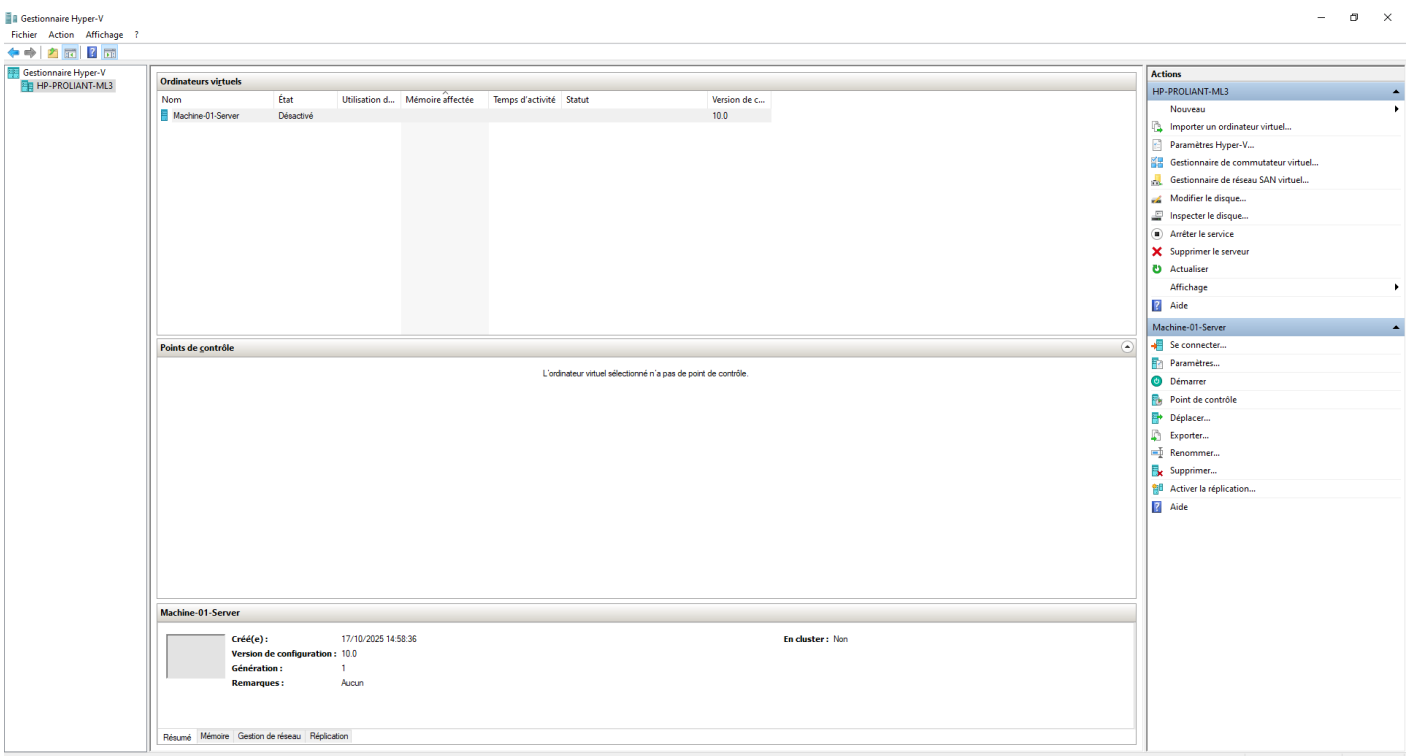 Gestionnaire Hyper-V
Fichier Action Affichage ?
Gestionnaire Hyper-V
HP-PROLIANT-ML3
Ordinateurs virtuels
Nom État Utilisation d... Mémoire affectée Temps d'activité Statut Version de c...
Machine-01-Server Désactivé 10.0
Points de contrôle
L'ordinateur virtuel sélectionné n'a pas de point de contrôle.
Machine-01-Server
Créé(e) : 17/10/2025 14:58:36 En cluster : Non
Version de configuration : 10.0
Génération : 1
Remarques : Aucun
Résumé Mémoire Gestion de réseau Réplication
Actions
HP-PROLIANT-ML3
Nouveau
Importer un ordinateur virtuel...
Paramètres Hyper-V...
Gestionnaire de commutateur virtuel...
Gestionnaire de réseau SAN virtuel...
Modifier le disque...
Inspecter le disque...
Arrêter le service
Supprimer le serveur
Actualiser
Affichage
Aide
Machine-01-Server
Se connecter...
Paramètres...
Démarrer
Point de contrôle
Déplacer...
Exporter...
Renommer...
Supprimer...
Activer la réplication...
Aide